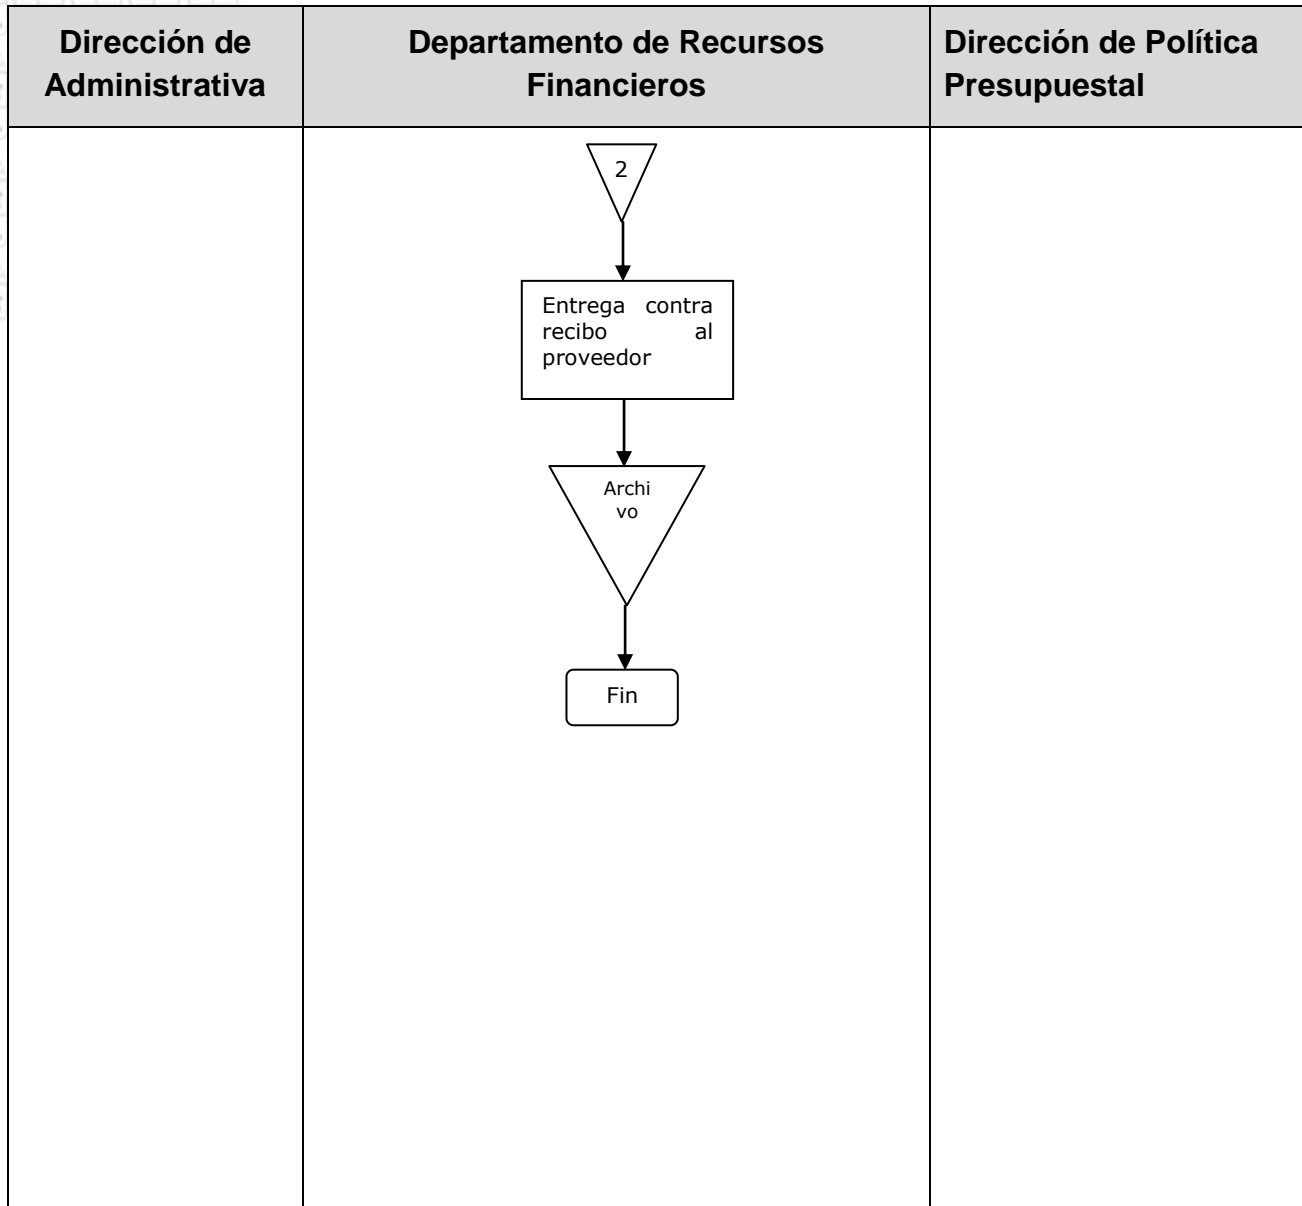 Dirección de
Administrativa
Departamento de Recursos
Financieros
Dirección de Política
Presupuestal
2
Entrega contra
recibo al
proveedor
Archi
vo
Fin